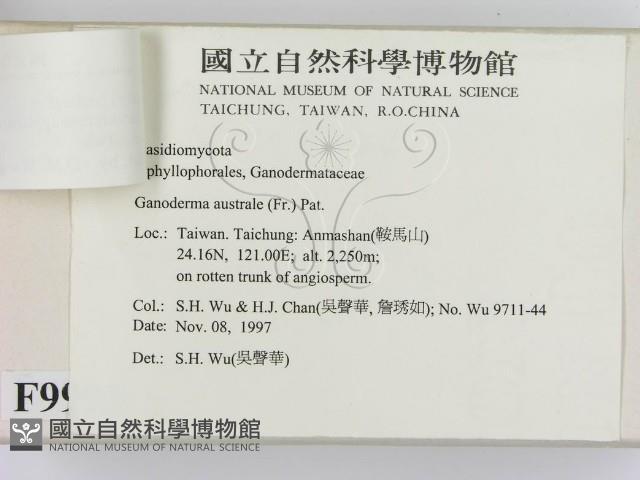 國立自然科學博物館
NATIONAL MUSEUM OF NATURAL SCIENCE
TAICHUNG, TAIWAN, R.O.CHINA
asidiomycota
phyllophorales, Ganodermataceae
Ganoderma australe (Fr.) Pat.
Loc.: Taiwan. Taichung: Anmashan(鞍馬山)
24.16N, 121.00E; alt. 2,250m;
on rotten trunk of angiosperm.
Col.: S.H. Wu & H.J. Chan(吳聲華, 詹琇如); No. Wu 9711-44
Date: Nov. 08, 1997
Det.: S.H. Wu(吳聲華)
F99
國立自然科學博物館
NATIONAL MUSEUM OF NATURAL SCIENCE